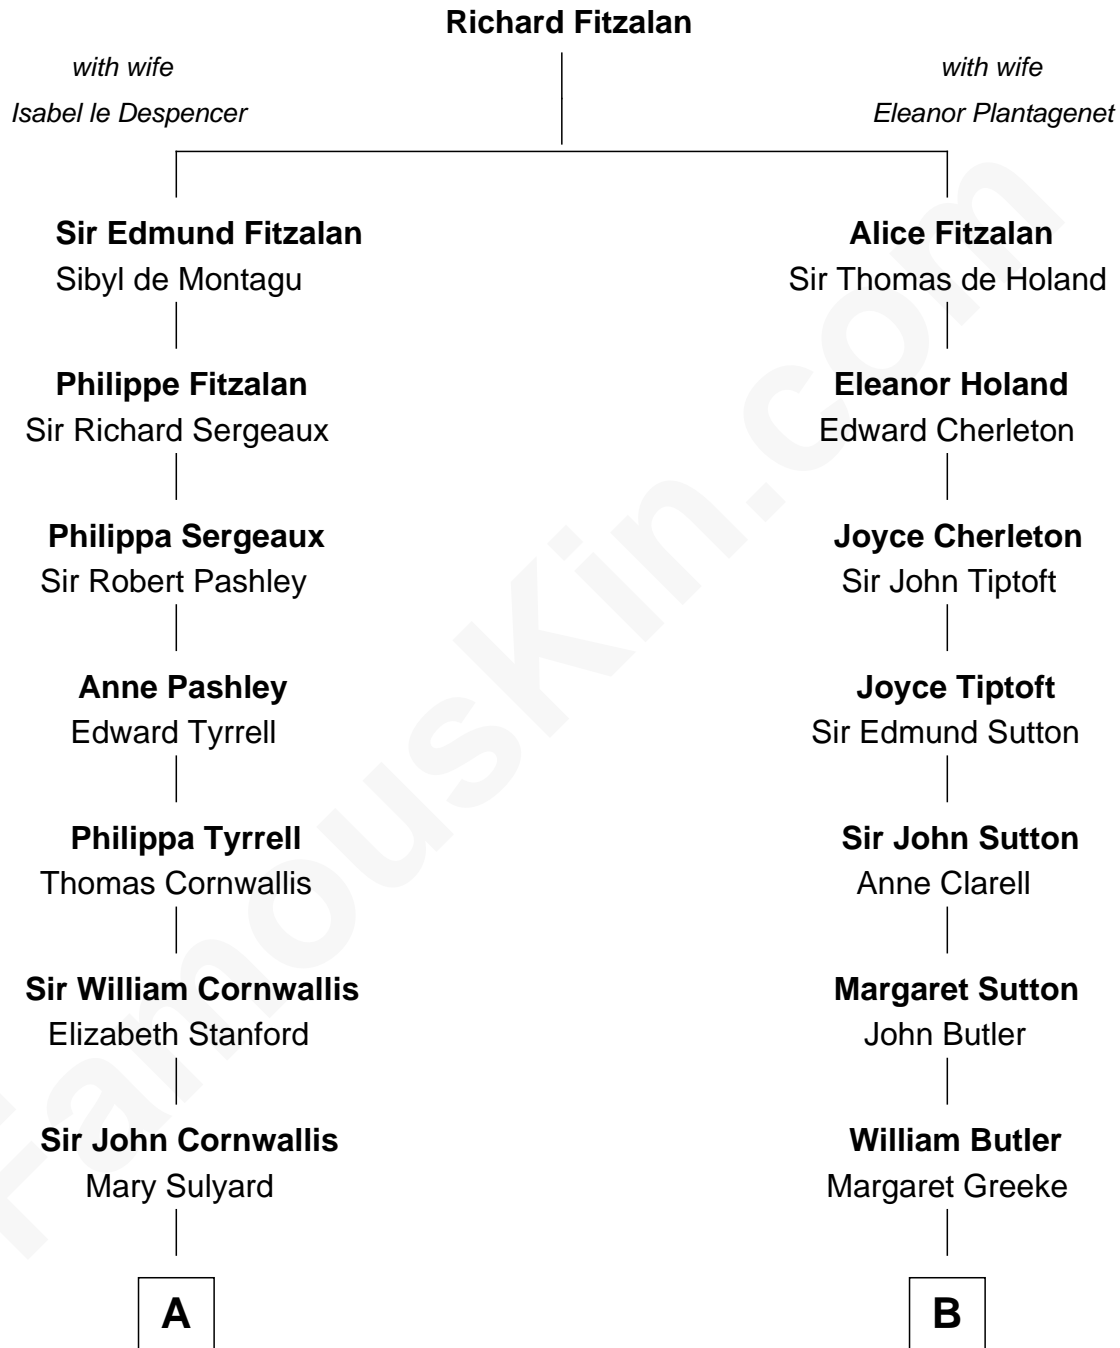 Richard Fitzalan
with wife
Isabel le Despencer
with wife
Eleanor Plantagenet
Sir Edmund Fitzalan
Sibyl de Montagu
Philippe Fitzalan
Sir Richard Sergeaux
Philippa Sergeaux
Sir Robert Pashley
Anne Pashley
Edward Tyrrell
Philippa Tyrrell
Thomas Cornwallis
Sir William Cornwallis
Elizabeth Stanford
Sir John Cornwallis
Mary Sulyard
A
Alice Fitzalan
Sir Thomas de Holand
Eleanor Holand
Edward Cherleton
Joyce Cherleton
Sir John Tiptoft
Joyce Tiptoft
Sir Edmund Sutton
Sir John Sutton
Anne Clarell
Margaret Sutton
John Butler
William Butler
Margaret Greeke
B
FamousKin.com